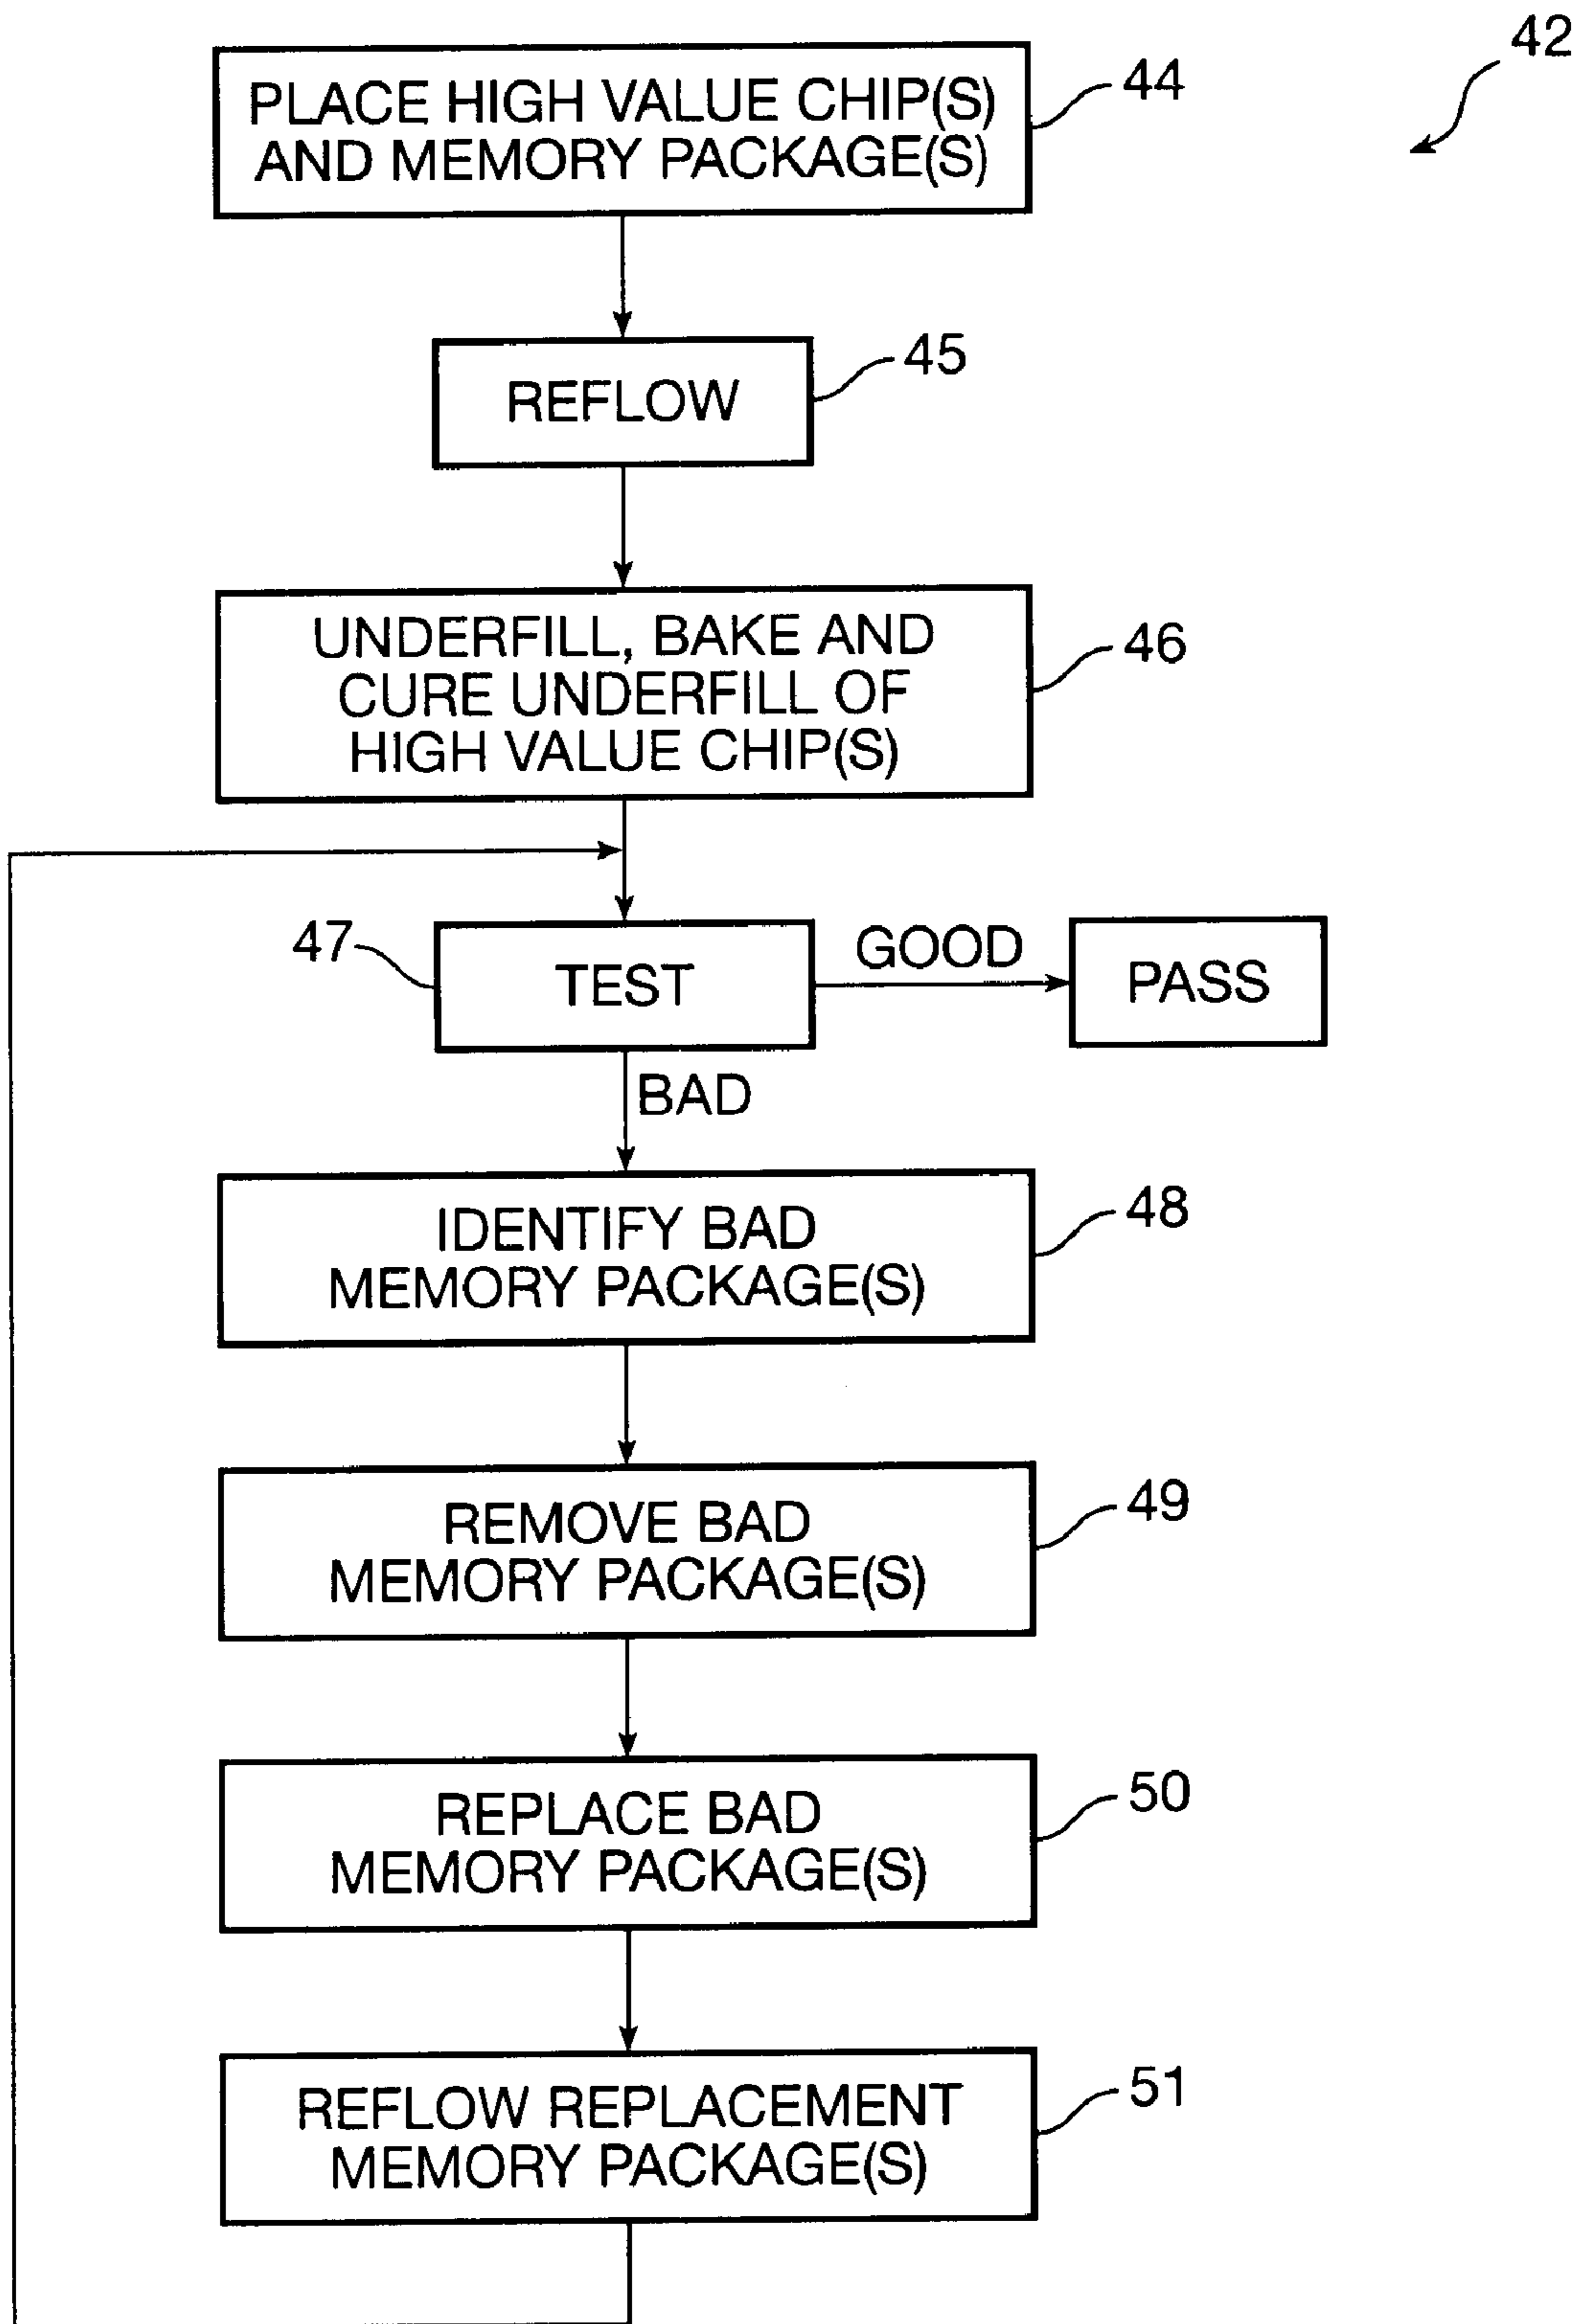 42
PLACE HIGH VALUE CHIP(S)
AND MEMORY PACKAGE(S)
44
REFLOW
45
UNDERFILL, BAKE AND
CURE UNDERFILL OF
HIGH VALUE CHIP(S)
46
47
TEST
GOOD
PASS
BAD
IDENTIFY BAD
MEMORY PACKAGE(S)
48
REMOVE BAD
MEMORY PACKAGE(S)
49
REPLACE BAD
MEMORY PACKAGE(S)
50
REFLOW REPLACEMENT
MEMORY PACKAGE(S)
51